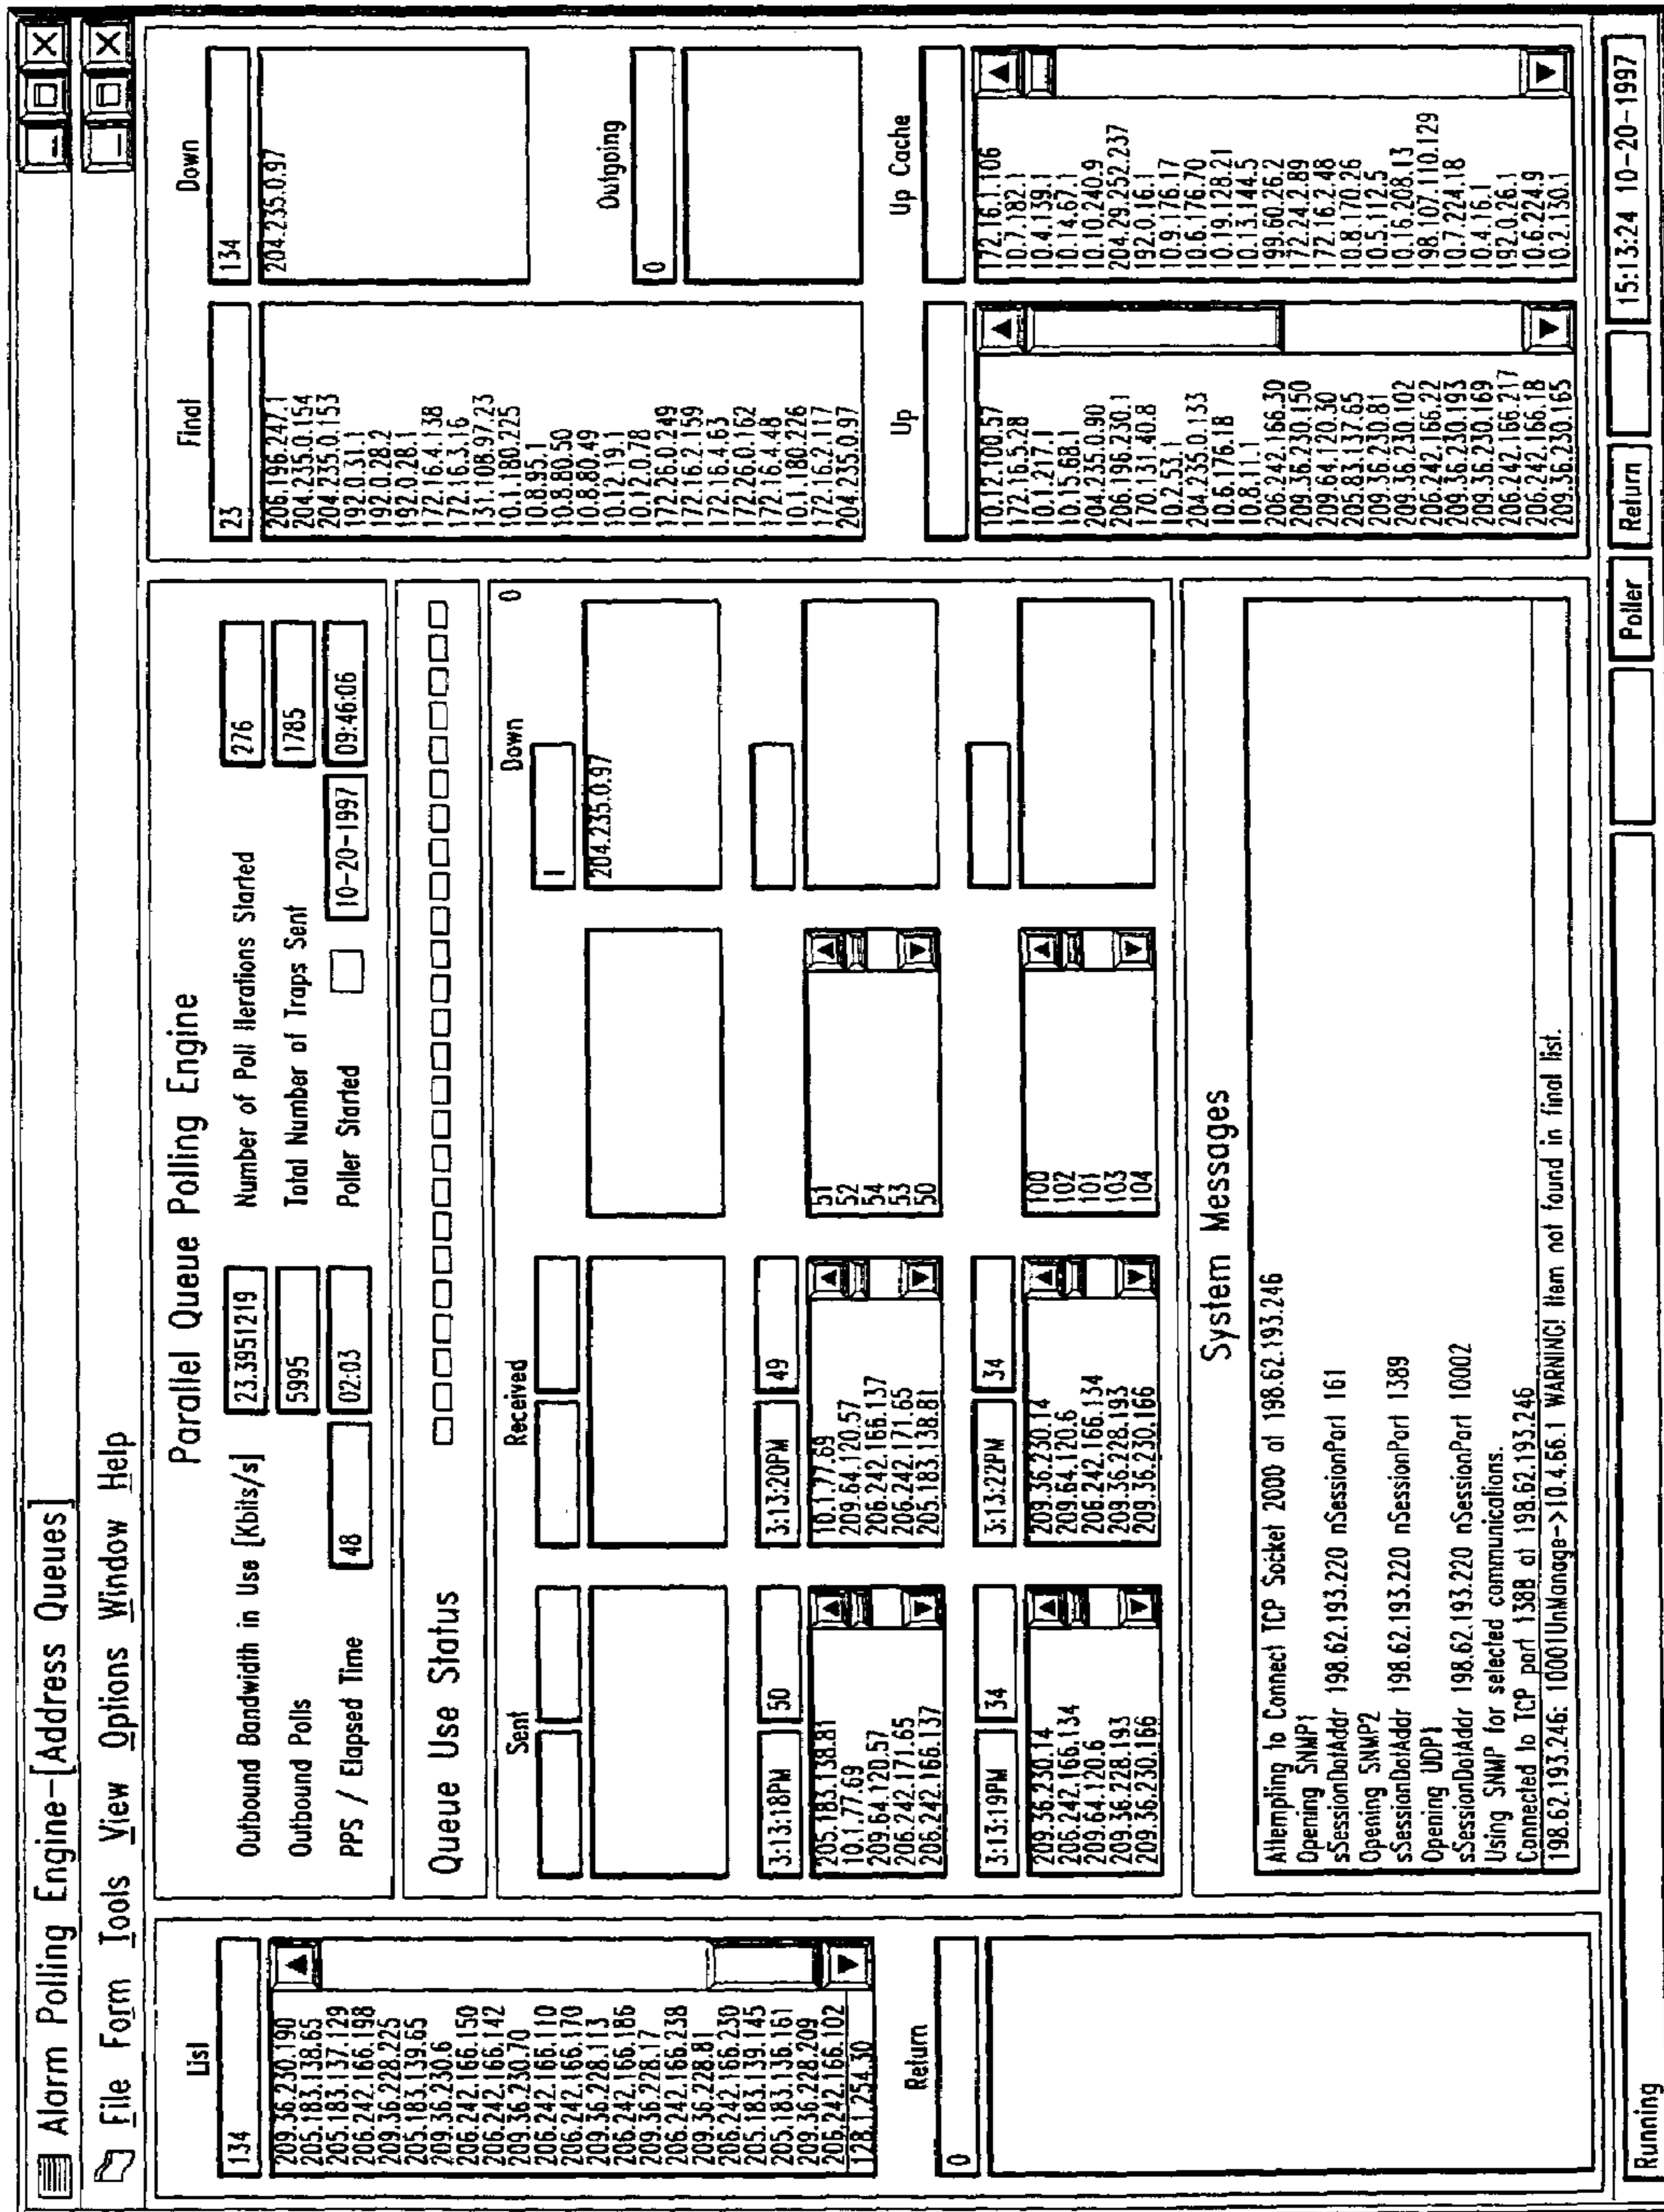 Alarm Polling Engine-[Address Queues]
File Form Tools View Options Window Help
List
134
209.36.230.190
205.183.138.65
205.183.137.129
206.242.166.198
209.36.228.225
205.183.139.65
209.36.230.6
206.242.166.150
206.242.166.142
209.36.230.70
206.242.166.110
206.242.166.170
209.36.228.113
206.242.166.186
209.36.228.17
206.242.166.238
209.36.228.81
206.242.166.230
205.183.139.145
205.183.136.161
209.36.228.209
206.242.166.102
128.1.254.30
Return
0
Parallel Queue Polling Engine
Outbound Bandwidth in Use [Kbits/s] 23.3951219 Number of Poll Iterations Started 276
Outbound Polls 5995 Total Number of Traps Sent 1785
PPS / Elapsed Time 48 02:03 Poller Started 10-20-1997 09:46:06
Queue Use Status
Sent Received Down 0
1
204.235.0.97
3:13:18PM 50 3:13:20PM 49
205.183.138.81 10.1.77.69 51
10.1.77.69 209.64.120.57 52
209.64.120.57 206.242.166.137 54
206.242.171.65 206.242.171.65 53
206.242.166.137 205.183.138.81 50
3:13:19PM 34 3:13:22PM 34
209.36.230.14 209.36.230.14 100
206.242.166.134 209.64.120.6 102
209.64.120.6 206.242.166.134 101
209.36.228.193 209.36.228.193 103
209.36.230.166 209.36.230.166 104
System Messages
Attempting to Connect TCP Socket 2000 at 198.62.193.246
Opening SNMP1
sSessionDotAddr 198.62.193.220 nSessionPort 161
Opening SNMP2
sSessionDotAddr 198.62.193.220 nSessionPort 1389
Opening UDP1
sSessionDotAddr 198.62.193.220 nSessionPort 10002
Using SNMP for selected communications.
Connected to TCP port 1388 at 198.62.193.246
198.62.193.246: 10001UnManage->10.4.66.1 WARNING! Item not found in final list.
Final
23
206.196.247.1
204.235.0.154
204.235.0.153
192.0.31.1
192.0.28.2
192.0.28.1
172.16.4.138
172.16.3.16
131.108.97.23
10.1.180.225
10.8.95.1
10.8.80.50
10.8.80.49
10.12.19.1
10.12.0.78
172.26.0.249
172.16.2.159
172.16.4.63
172.26.0.162
172.16.4.48
10.1.180.226
172.16.2.117
204.235.0.97
Down
134
204.235.0.97
Outgoing
0
Up
10.12.100.57
172.16.5.28
10.1.217.1
10.15.68.1
204.235.0.90
206.196.230.1
170.131.40.8
10.2.53.1
204.235.0.133
10.6.176.18
10.8.11.1
206.242.166.30
209.36.230.150
209.64.120.30
205.83.137.65
209.36.230.81
209.36.230.102
206.242.166.22
209.36.230.193
209.36.230.169
206.242.166.217
206.242.166.18
209.36.230.165
Up Cache
172.16.1.106
10.7.182.1
10.4.139.1
10.14.67.1
10.10.240.9
204.29.252.237
192.0.16.1
10.9.176.17
10.6.176.70
10.19.128.21
10.13.144.5
199.60.26.2
172.24.2.89
172.16.2.48
10.8.170.26
10.5.112.5
10.16.208.13
198.107.110.129
10.7.224.18
10.4.16.1
192.0.26.1
10.6.224.9
10.2.130.1
Running Poller Return 15:13:24 10-20-1997